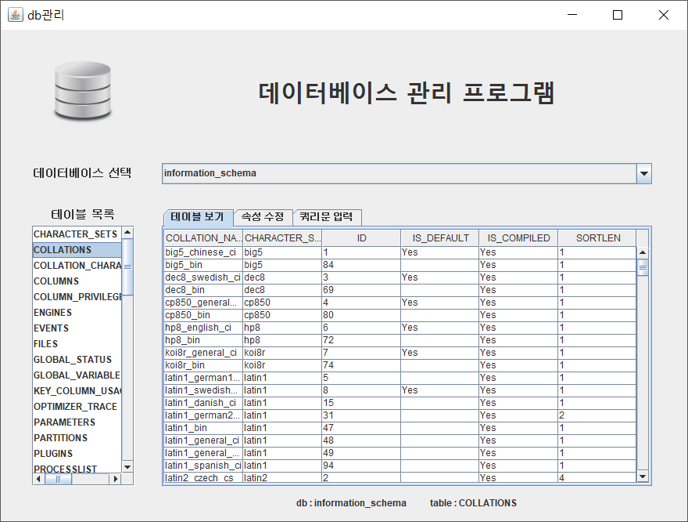 db관리
데이터베이스 관리 프로그램
데이터베이스 선택
information_schema
테이블 목록
CHARACTER_SETS
COLLATIONS
COLLATION_CHARA
COLUMNS
COLUMN_PRIVILEGE
ENGINES
EVENTS
FILES
GLOBAL_STATUS
GLOBAL_VARIABLE
KEY_COLUMN_USAG
OPTIMIZER_TRACE
PARAMETERS
PARTITIONS
PLUGINS
PROCESSLIST
테이블 보기 속성 수정 쿼리문 입력
COLLATION_NA... CHARACTER_S... ID IS_DEFAULT IS_COMPILED SORTLEN
big5_chinese_ci big5 1 Yes Yes 1
big5_bin big5 84 Yes 1
dec8_swedish_ci dec8 3 Yes Yes 1
dec8_bin dec8 69 Yes 1
cp850_general... cp850 4 Yes Yes 1
cp850_bin cp850 80 Yes 1
hp8_english_ci hp8 6 Yes Yes 1
hp8_bin hp8 72 Yes 1
koi8r_general_ci koi8r 7 Yes Yes 1
koi8r_bin koi8r 74 Yes 1
latin1_german1... latin1 5 Yes 1
latin1_swedish... latin1 8 Yes Yes 1
latin1_danish_ci latin1 15 Yes 1
latin1_german2... latin1 31 Yes 2
latin1_bin latin1 47 Yes 1
latin1_general_ci latin1 48 Yes 1
latin1_general_... latin1 49 Yes 1
latin1_spanish_ci latin1 94 Yes 1
latin2_czech_cs latin2 2 Yes 4
db : information_schema table : COLLATIONS